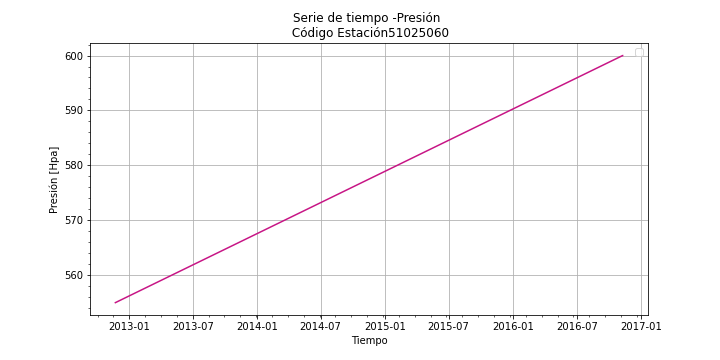 Serie de tiempo -Presión
Código Estación51025060
Presión [Hpa]
600
590
580
570
560
2013-01 2013-07 2014-01 2014-07 2015-01 2015-07 2016-01 2016-07 2017-01
Tiempo